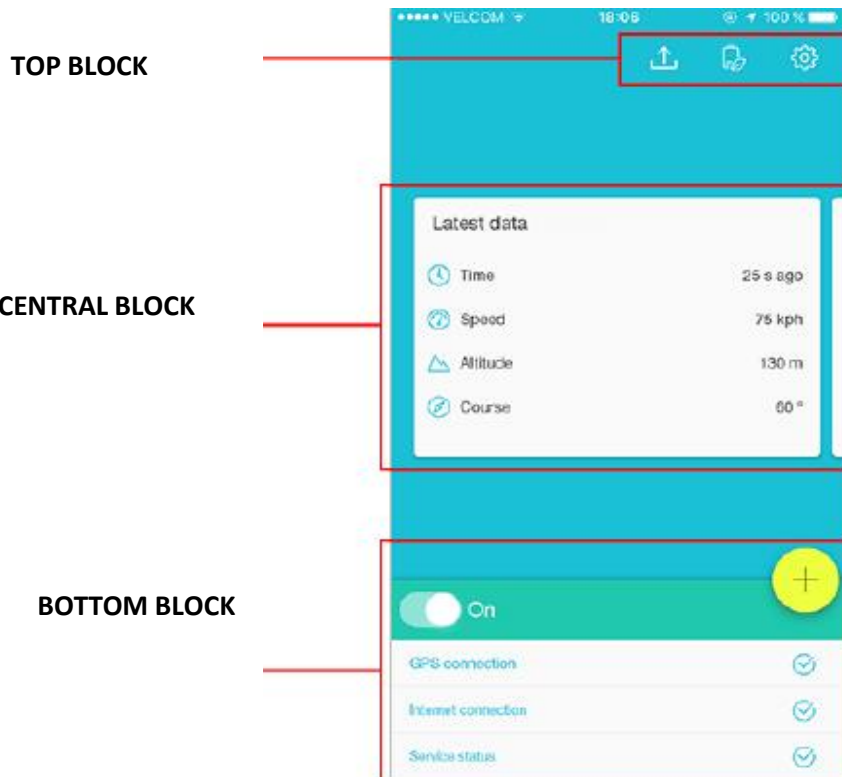 VELCOM 18:06 100 %
TOP BLOCK
Latest data
Time 25 s ago
CENTRAL BLOCK
Speed 75 kph
Altitude 130 m
Course 60 °
BOTTOM BLOCK
On
GPS connection
Internet connection
Service status